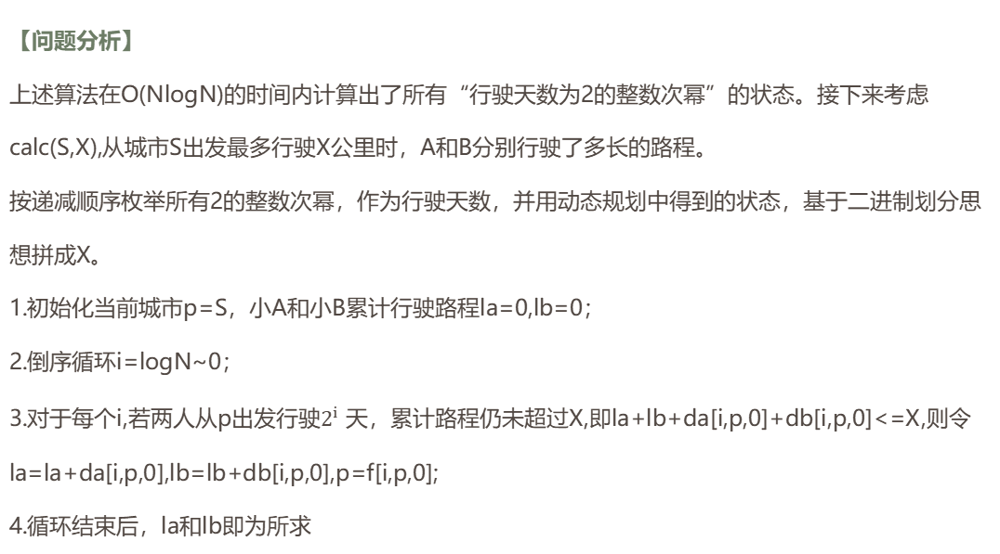 【问题分析】
上述算法在O(NlogN)的时间内计算出了所有“行驶天数为2的整数次幂”的状态。接下来考虑
calc(S,X),从城市S出发最多行驶X公里时，A和B分别行驶了多长的路程。
按递减顺序枚举所有2的整数次幂，作为行驶天数，并用动态规划中得到的状态，基于二进制划分思
想拼成X。
1.初始化当前城市p=S，小A和小B累计行驶路程la=0,lb=0；
2.倒序循环i=logN~0；
3.对于每个i,若两人从p出发行驶2ⁱ 天，累计路程仍未超过X,即la+lb+da[i,p,0]+db[i,p,0]<=X,则令
la=la+da[i,p,0],lb=lb+db[i,p,0],p=f[i,p,0];
4.循环结束后，la和lb即为所求